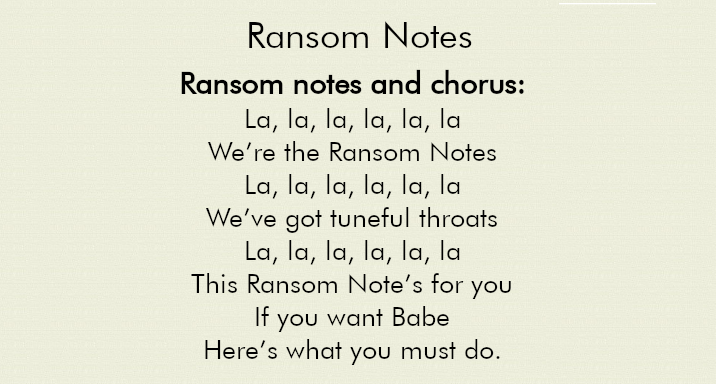 Ransom Notes
Ransom notes and chorus:
La, la, la, la, la, la
We’re the Ransom Notes
La, la, la, la, la, la
We’ve got tuneful throats
La, la, la, la, la, la
This Ransom Note’s for you
If you want Babe
Here’s what you must do.